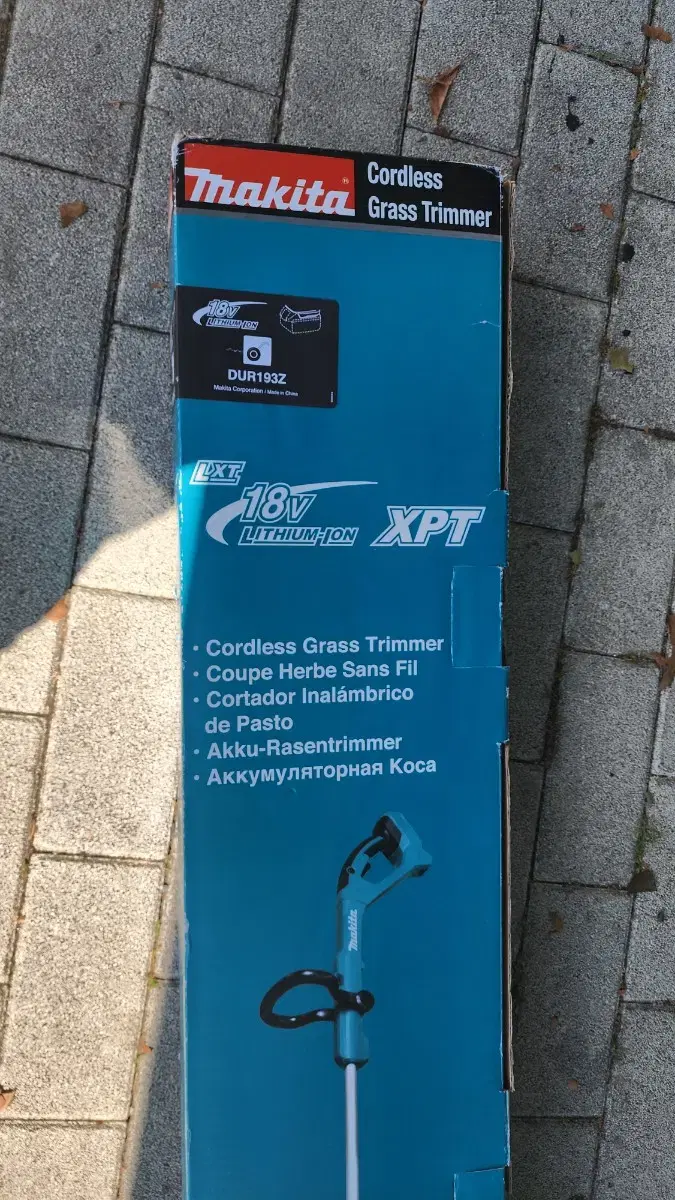 makita® Cordless
Grass Trimmer
18V
LITHIUM-ION
DUR193Z
Makita Corporation / Made in China
LXT
18V
LITHIUM-ION XPT
• Cordless Grass Trimmer
• Coupe Herbe Sans Fil
• Cortador Inalámbrico
de Pasto
• Akku-Rasentrimmer
• Аккумуляторная Коса
makita